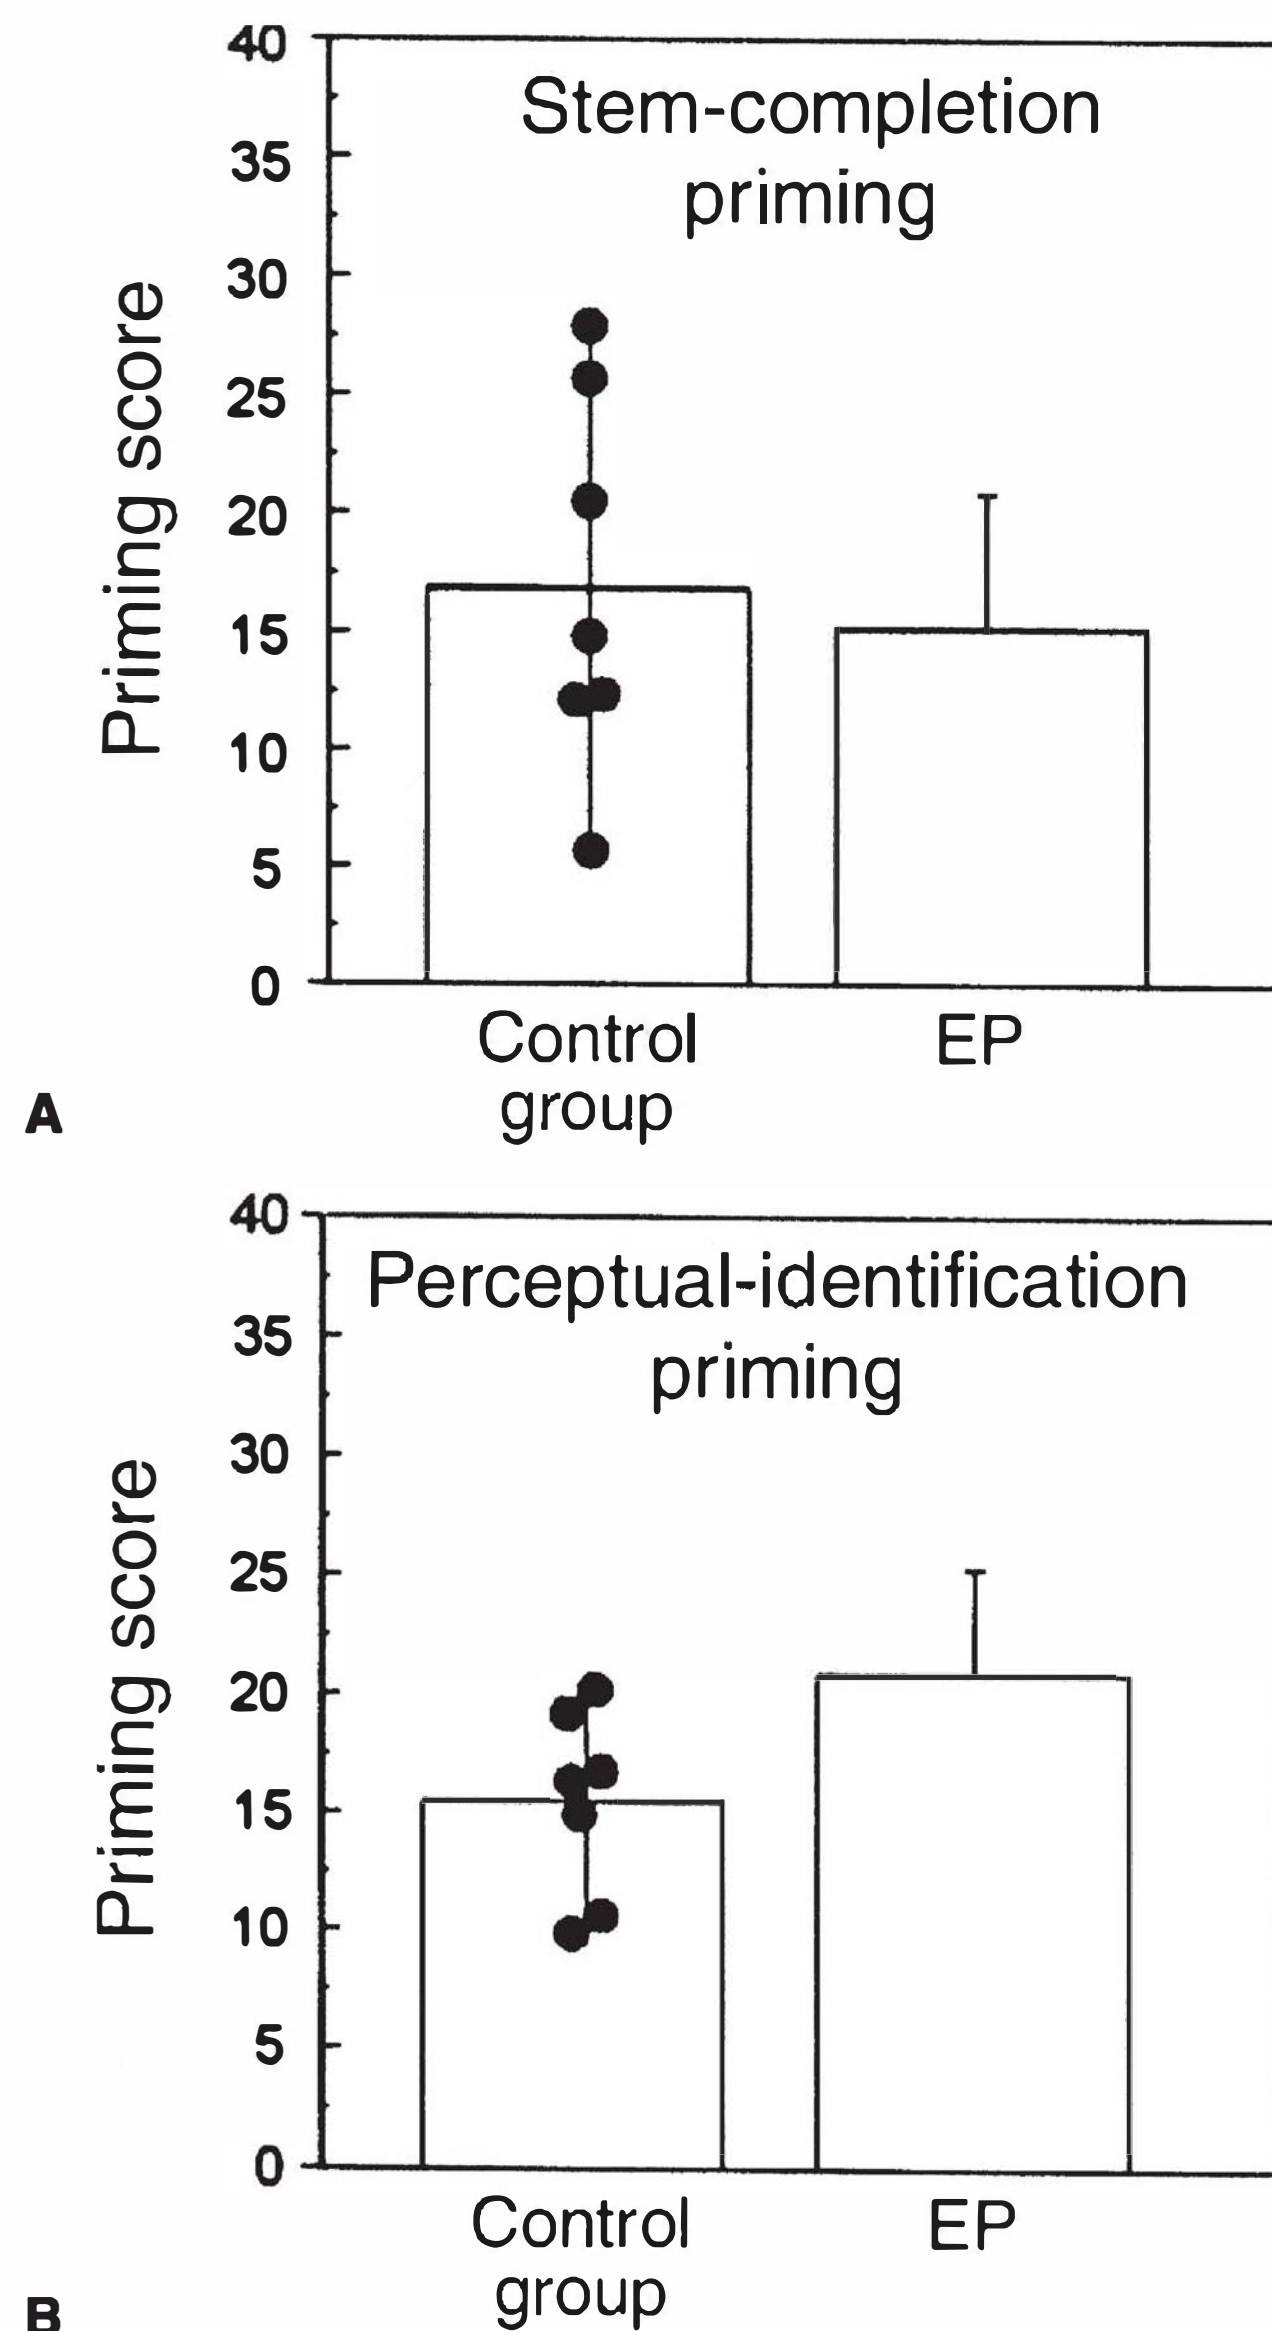 40
Stem-completion
priming
35
30
25
20
15
10
5
0
Priming score
Control
group
EP
A
40
Perceptual-identification
priming
35
30
25
20
15
10
5
0
Priming score
Control
group
EP
B